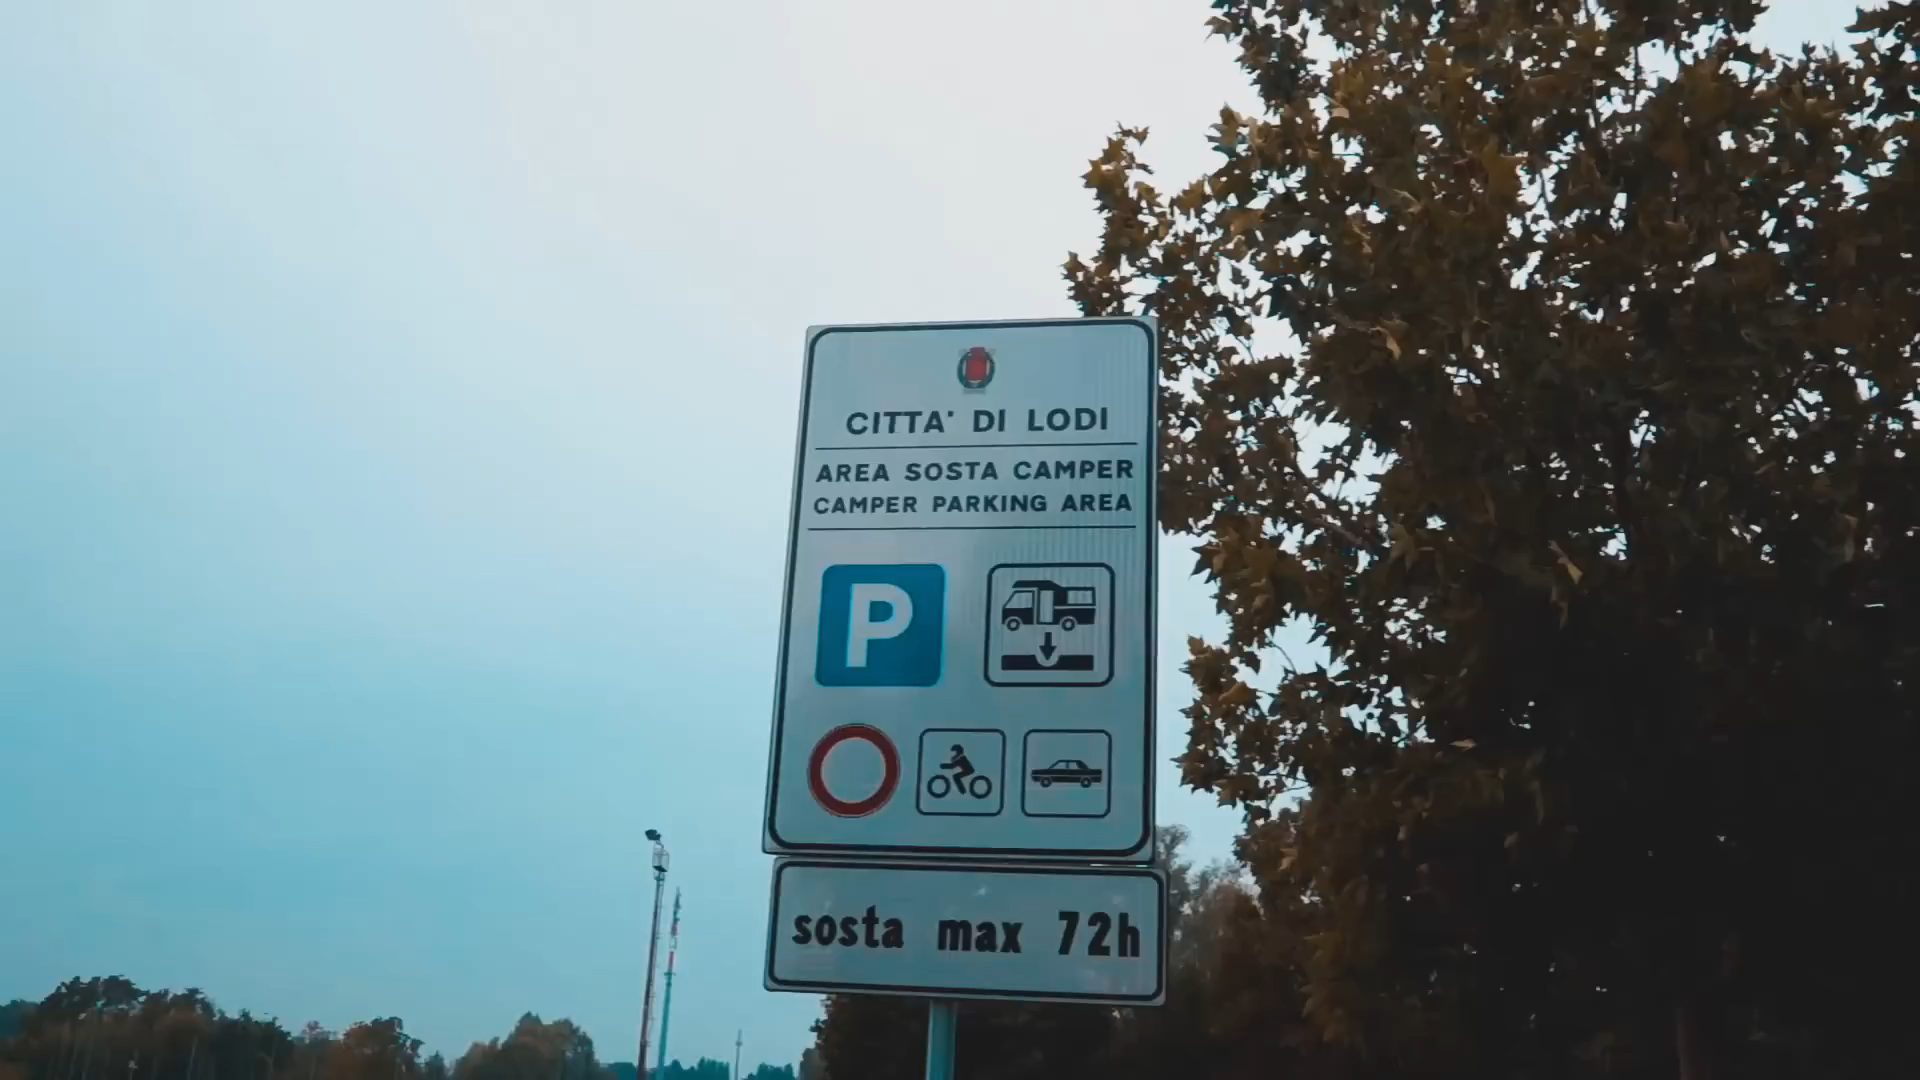 CITTA' DI LODI
AREA SOSTA CAMPER
CAMPER PARKING AREA
P
sosta max 72h